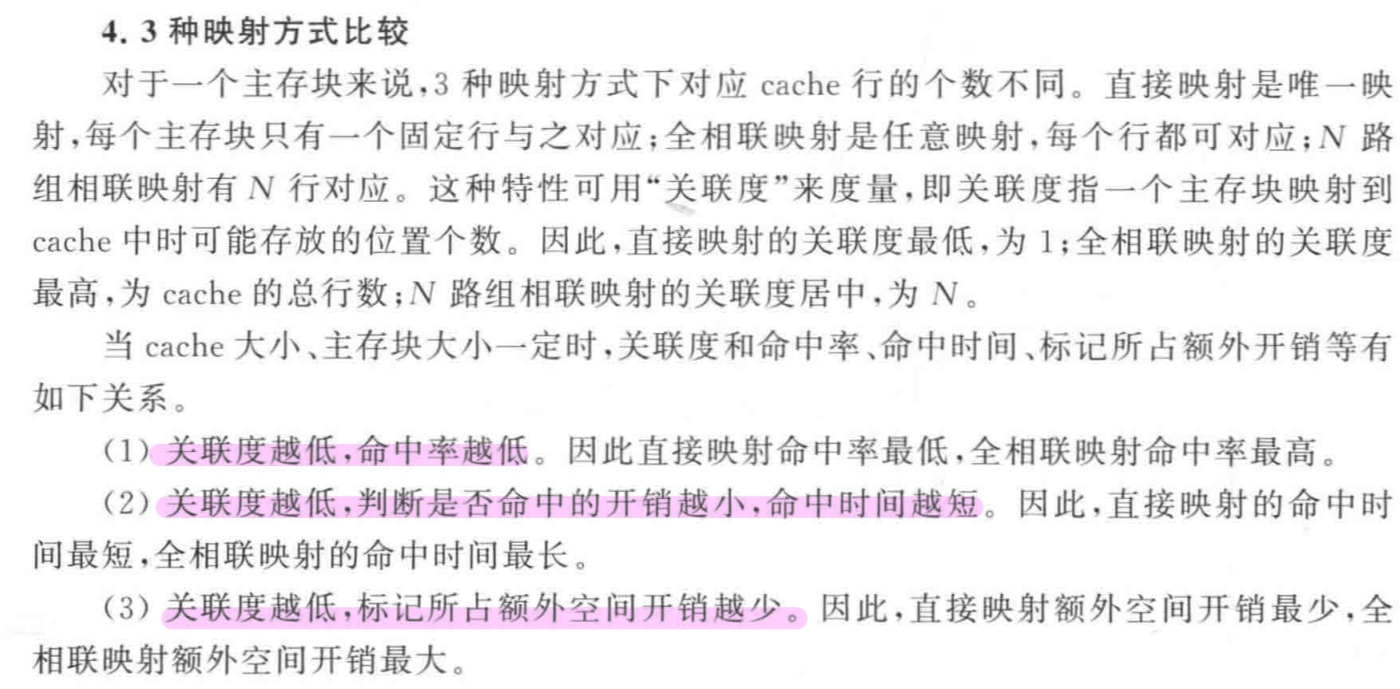 4. 3 种映射方式比较
对于一个主存块来说,3 种映射方式下对应 cache 行的个数不同。直接映射是唯一映
射,每个主存块只有一个固定行与之对应;全相联映射是任意映射,每个行都可对应;N 路
组相联映射有 N 行对应。这种特性可用“关联度”来度量,即关联度指一个主存块映射到
cache 中时可能存放的位置个数。因此,直接映射的关联度最低,为 1;全相联映射的关联度
最高,为 cache 的总行数;N 路组相联映射的关联度居中,为 N。
当 cache 大小、主存块大小一定时,关联度和命中率、命中时间、标记所占额外开销等有
如下关系。
(1) 关联度越低,命中率越低。因此直接映射命中率最低,全相联映射命中率最高。
(2) 关联度越低,判断是否命中的开销越小,命中时间越短。因此,直接映射的命中时
间最短,全相联映射的命中时间最长。
(3) 关联度越低,标记所占额外空间开销越少。因此,直接映射额外空间开销最少,全
相联映射额外空间开销最大。